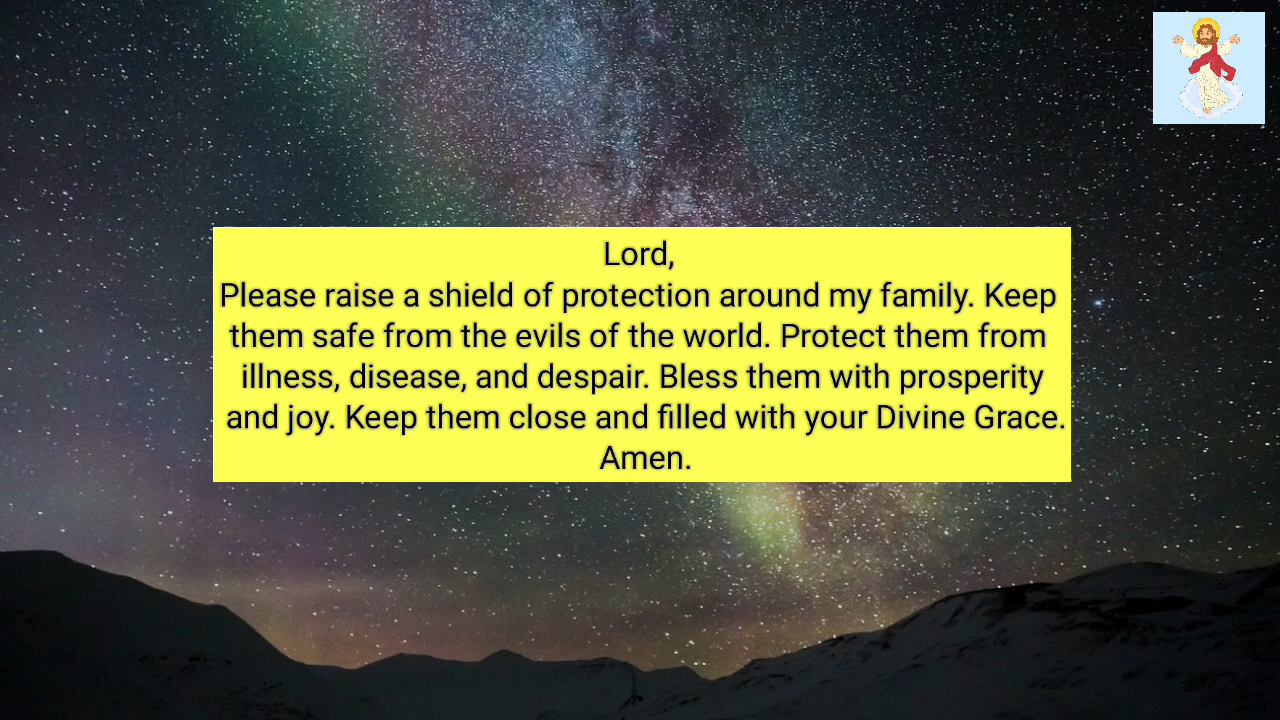 Lord,
Please raise a shield of protection around my family. Keep
them safe from the evils of the world. Protect them from
illness, disease, and despair. Bless them with prosperity
and joy. Keep them close and filled with your Divine Grace.
Amen.